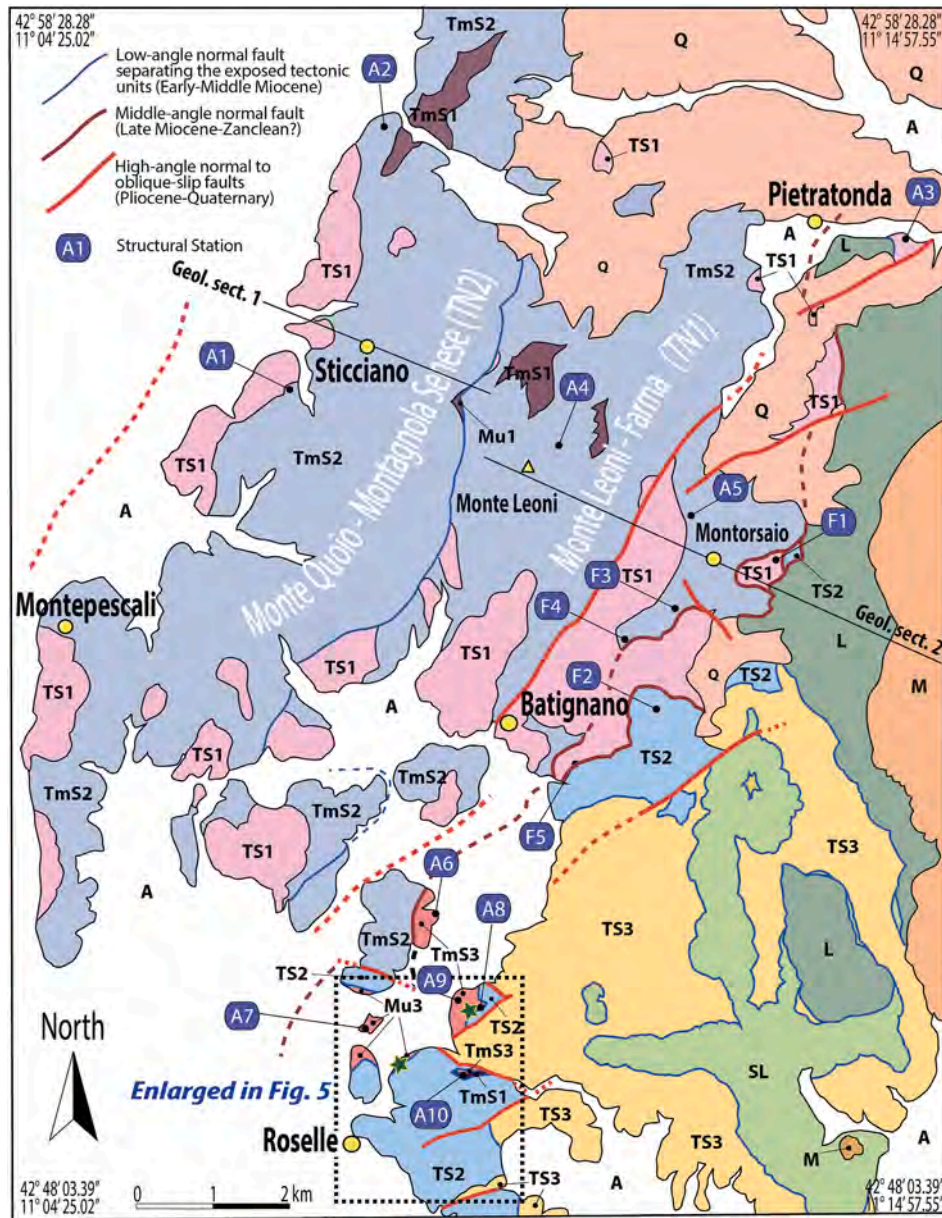 42° 58' 28.28"
11° 04' 25.02"
42° 58' 28.28"
11° 14' 57.55"
Low-angle normal fault
separating the exposed tectonic
units (Early-Middle Miocene)
Middle-angle normal fault
(Late Miocene-Zanclean?)
High-angle normal to
oblique-slip faults
(Pliocene-Quaternary)
A1 Structural Station
TmS2
Q
Q
A2
TmS1
A
TS1
Pietratonda
A3
A
L
TS1
Q
TmS2
TS1
Geol. sect. 1
Sticciano
A1
TmS1
A4
Q
TS1
Mu1
TmS2
TS1
Monte Quoio - Montagnola Senese (TN2)
Monte Leoni - Farma (TN1)
A
Monte Leoni
A5
Montorsaio
F1
F3
TS1
TS1
TS2
Montepescali
F4
Geol. sect. 2
TS1
TS1
TS1
A
F2
Q
TS2
L
M
Batignano
TS1
TmS2
TS2
TmS2
TmS2
F5
TS1
TS3
A
A6
A8
TmS2
TmS3
TS3
L
TS2
A9
Mu3
A7
TS2
North
TmS3
Enlarged in Fig. 5
TmS1
SL
A10
TS3
Roselle
TS3
A
TS2
TS3
M
A
42° 48' 03.39"
11° 04' 25.02"
0 1 2 km
42° 48' 03.39"
11° 14' 57.55"